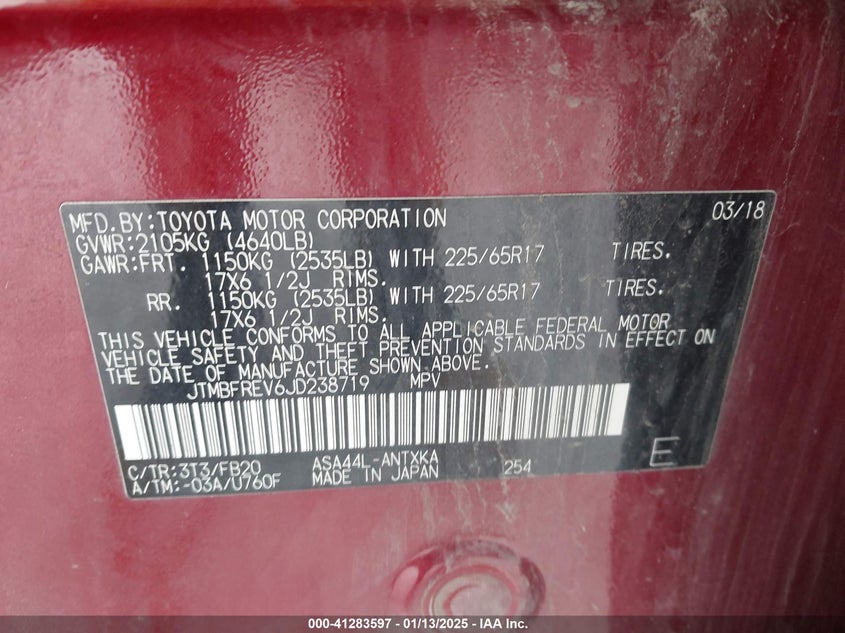 MFD.BY:TOYOTA MOTOR CORPORATION 03/18
GVWR:2105KG (4640LB)
GAWR:FRT. 1150KG (2535LB) WITH 225/65R17 TIRES.
17X6 1/2J RIMS.
RR. 1150KG (2535LB) WITH 225/65R17 TIRES.
17X6 1/2J RIMS.
THIS VEHICLE CONFORMS TO ALL APPLICABLE FEDERAL MOTOR
VEHICLE SAFETY AND THEFT PREVENTION STANDARDS IN EFFECT ON
THE DATE OF MANUFACTURE SHOWN ABOVE.
JTMBFREV6JD238719 MPV
C/TR:3T3/FB20 ASA44L-ANTXKA
A/TM:-03A/U760F MADE IN JAPAN 254 E
000-41283597 - 01/13/2025 - IAA Inc.